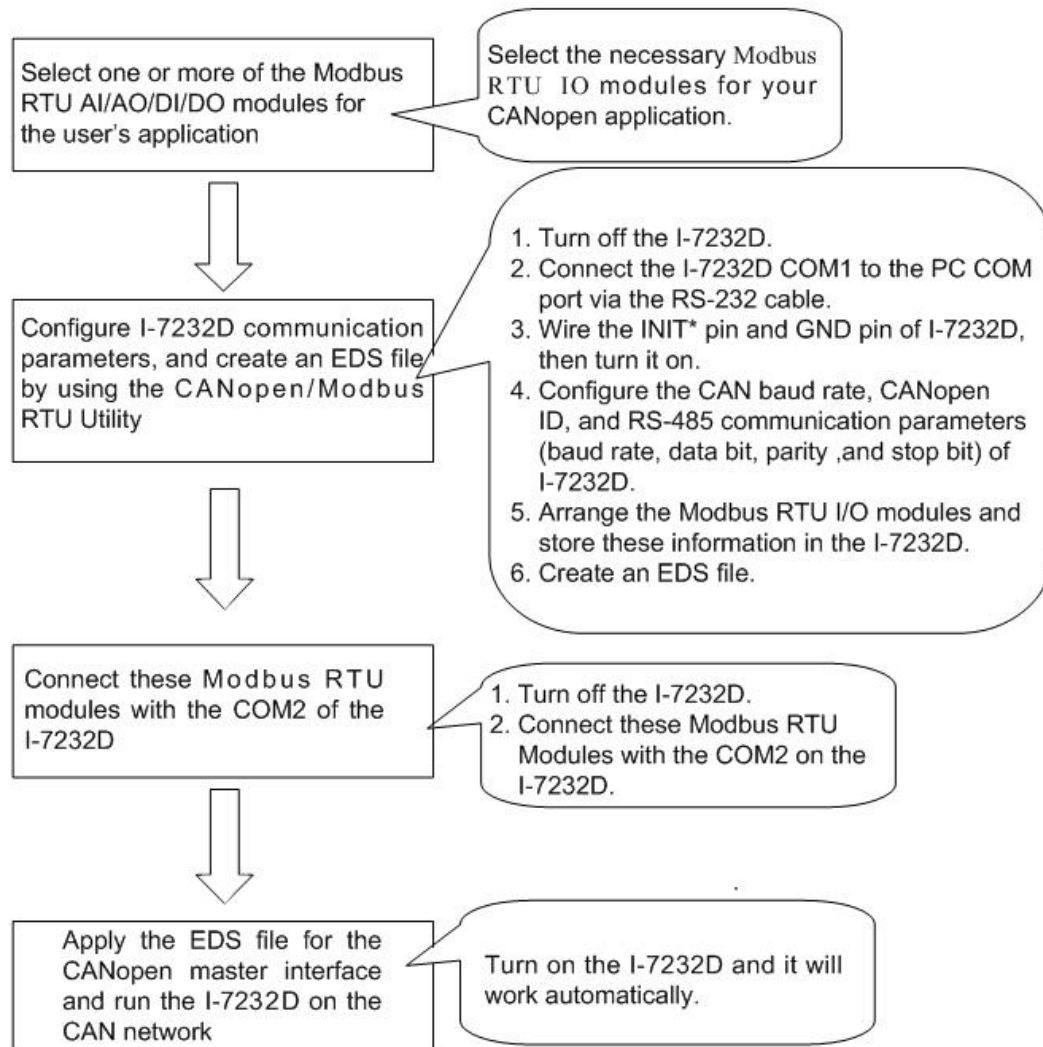 Select one or more of the Modbus
RTU AI/AO/DI/DO modules for
the user's application
Select the necessary Modbus
RTU IO modules for your
CANopen application.
Configure I-7232D communication
parameters, and create an EDS file
by using the CANopen/Modbus
RTU Utility
1. Turn off the I-7232D.
2. Connect the I-7232D COM1 to the PC COM
port via the RS-232 cable.
3. Wire the INIT* pin and GND pin of I-7232D,
then turn it on.
4. Configure the CAN baud rate, CANopen
ID, and RS-485 communication parameters
(baud rate, data bit, parity ,and stop bit) of
I-7232D.
5. Arrange the Modbus RTU I/O modules and
store these information in the I-7232D.
6. Create an EDS file.
Connect these Modbus RTU
modules with the COM2 of the
I-7232D
1. Turn off the I-7232D.
2. Connect these Modbus RTU
Modules with the COM2 on the
I-7232D.
Apply the EDS file for the
CANopen master interface
and run the I-7232D on the
CAN network
Turn on the I-7232D and it will
work automatically.